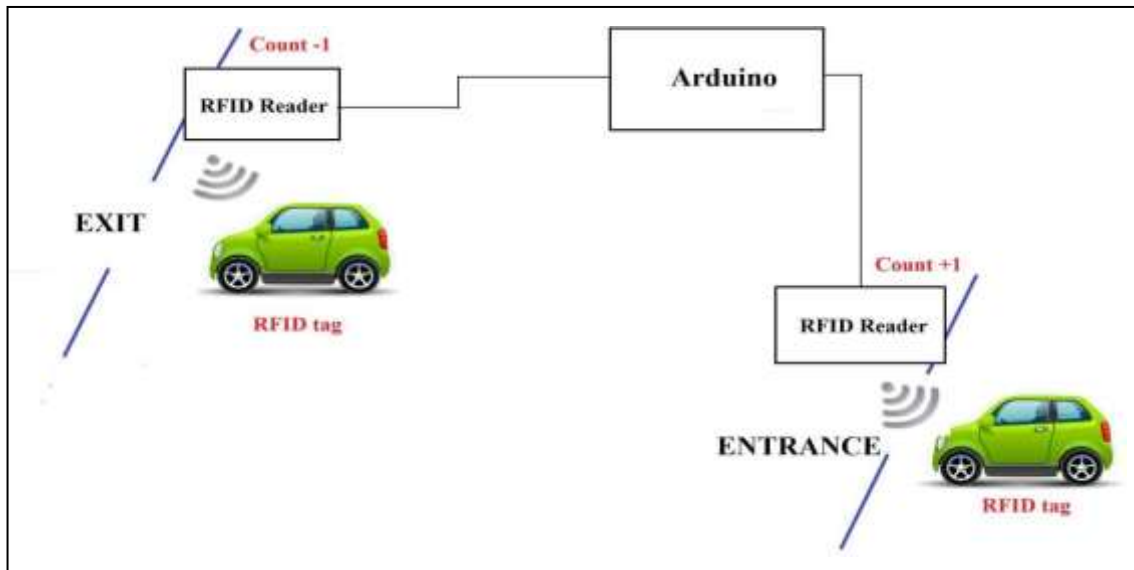 Count -1
RFID Reader
Arduino
EXIT
RFID tag
Count +1
RFID Reader
ENTRANCE
RFID tag